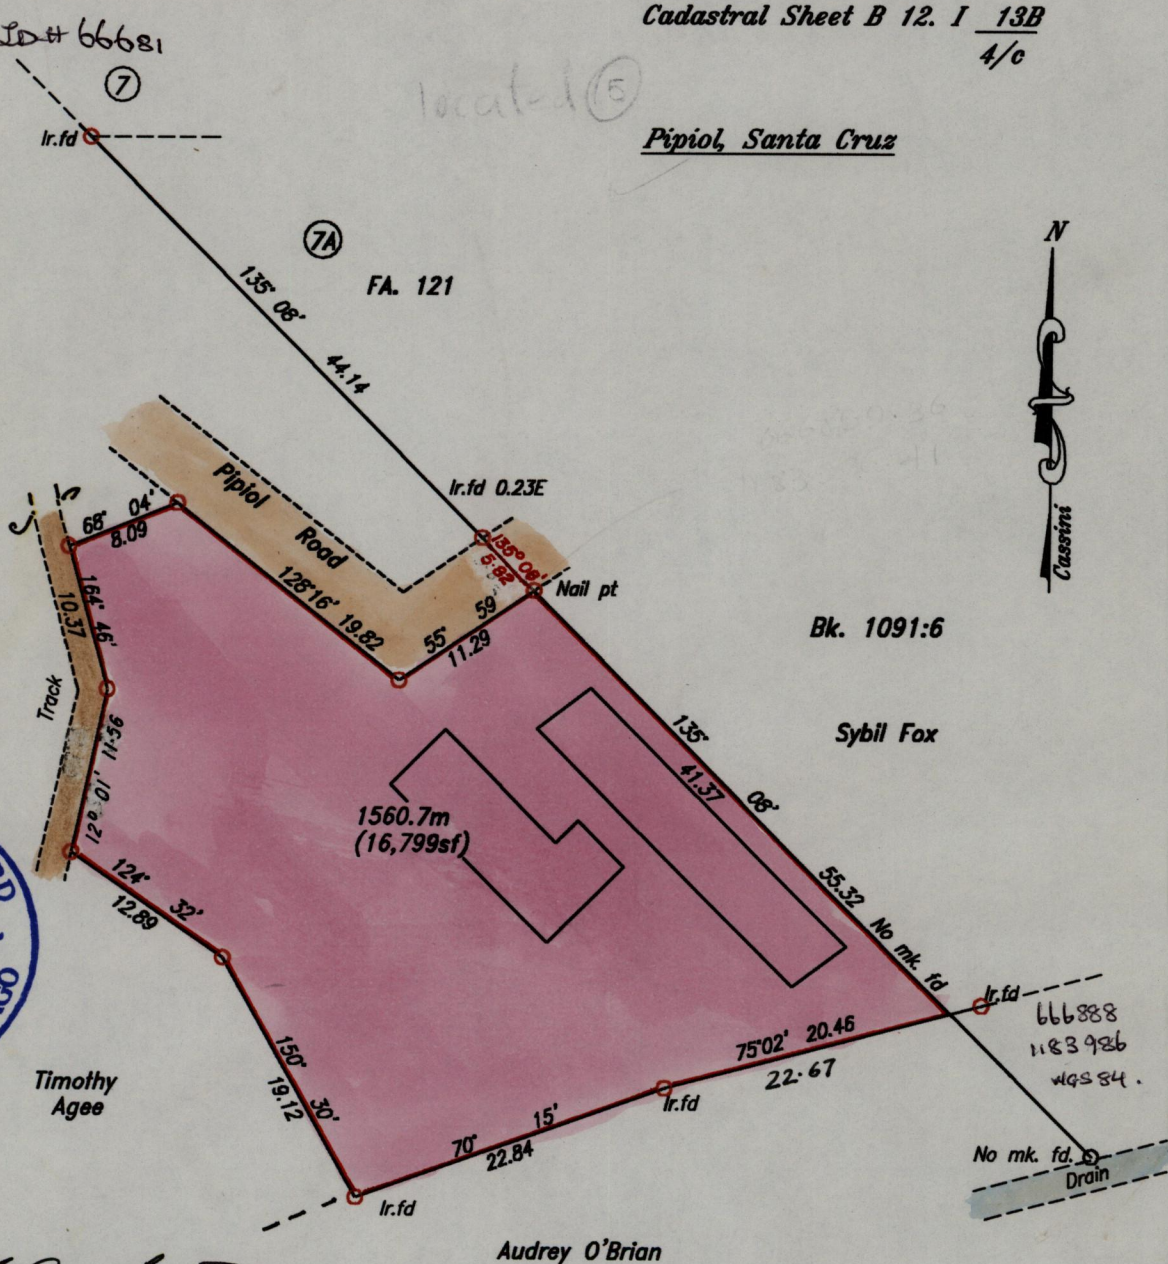 ID# 66681
Cadastral Sheet B 12. I 13B
4/c
7
located 5
Ir.fd
Pipiol, Santa Cruz
7A
FA. 121
N
135° 08'
44.14
Cassini
Pipiol Road
Ir.fd 0.23E
135° 08'
5.82
Nail pt
68° 04'
8.09
128°16' 19.82
55° 59'
11.29
164° 46'
10.37
Track
12° 01' 11.56
Bk. 1091:6
Sybil Fox
135° 08'
41.37
55.32
No mk. fd
1560.7m
(16,799sf)
124° 32'
12.89
Ir.fd
666888
1183986
WGS 84.
75°02' 20.46
22.67
Ir.fd
150° 30'
19.12
70° 15'
22.84
Timothy
Agee
No mk. fd.
Drain
Ir.fd
Audrey O'Brian